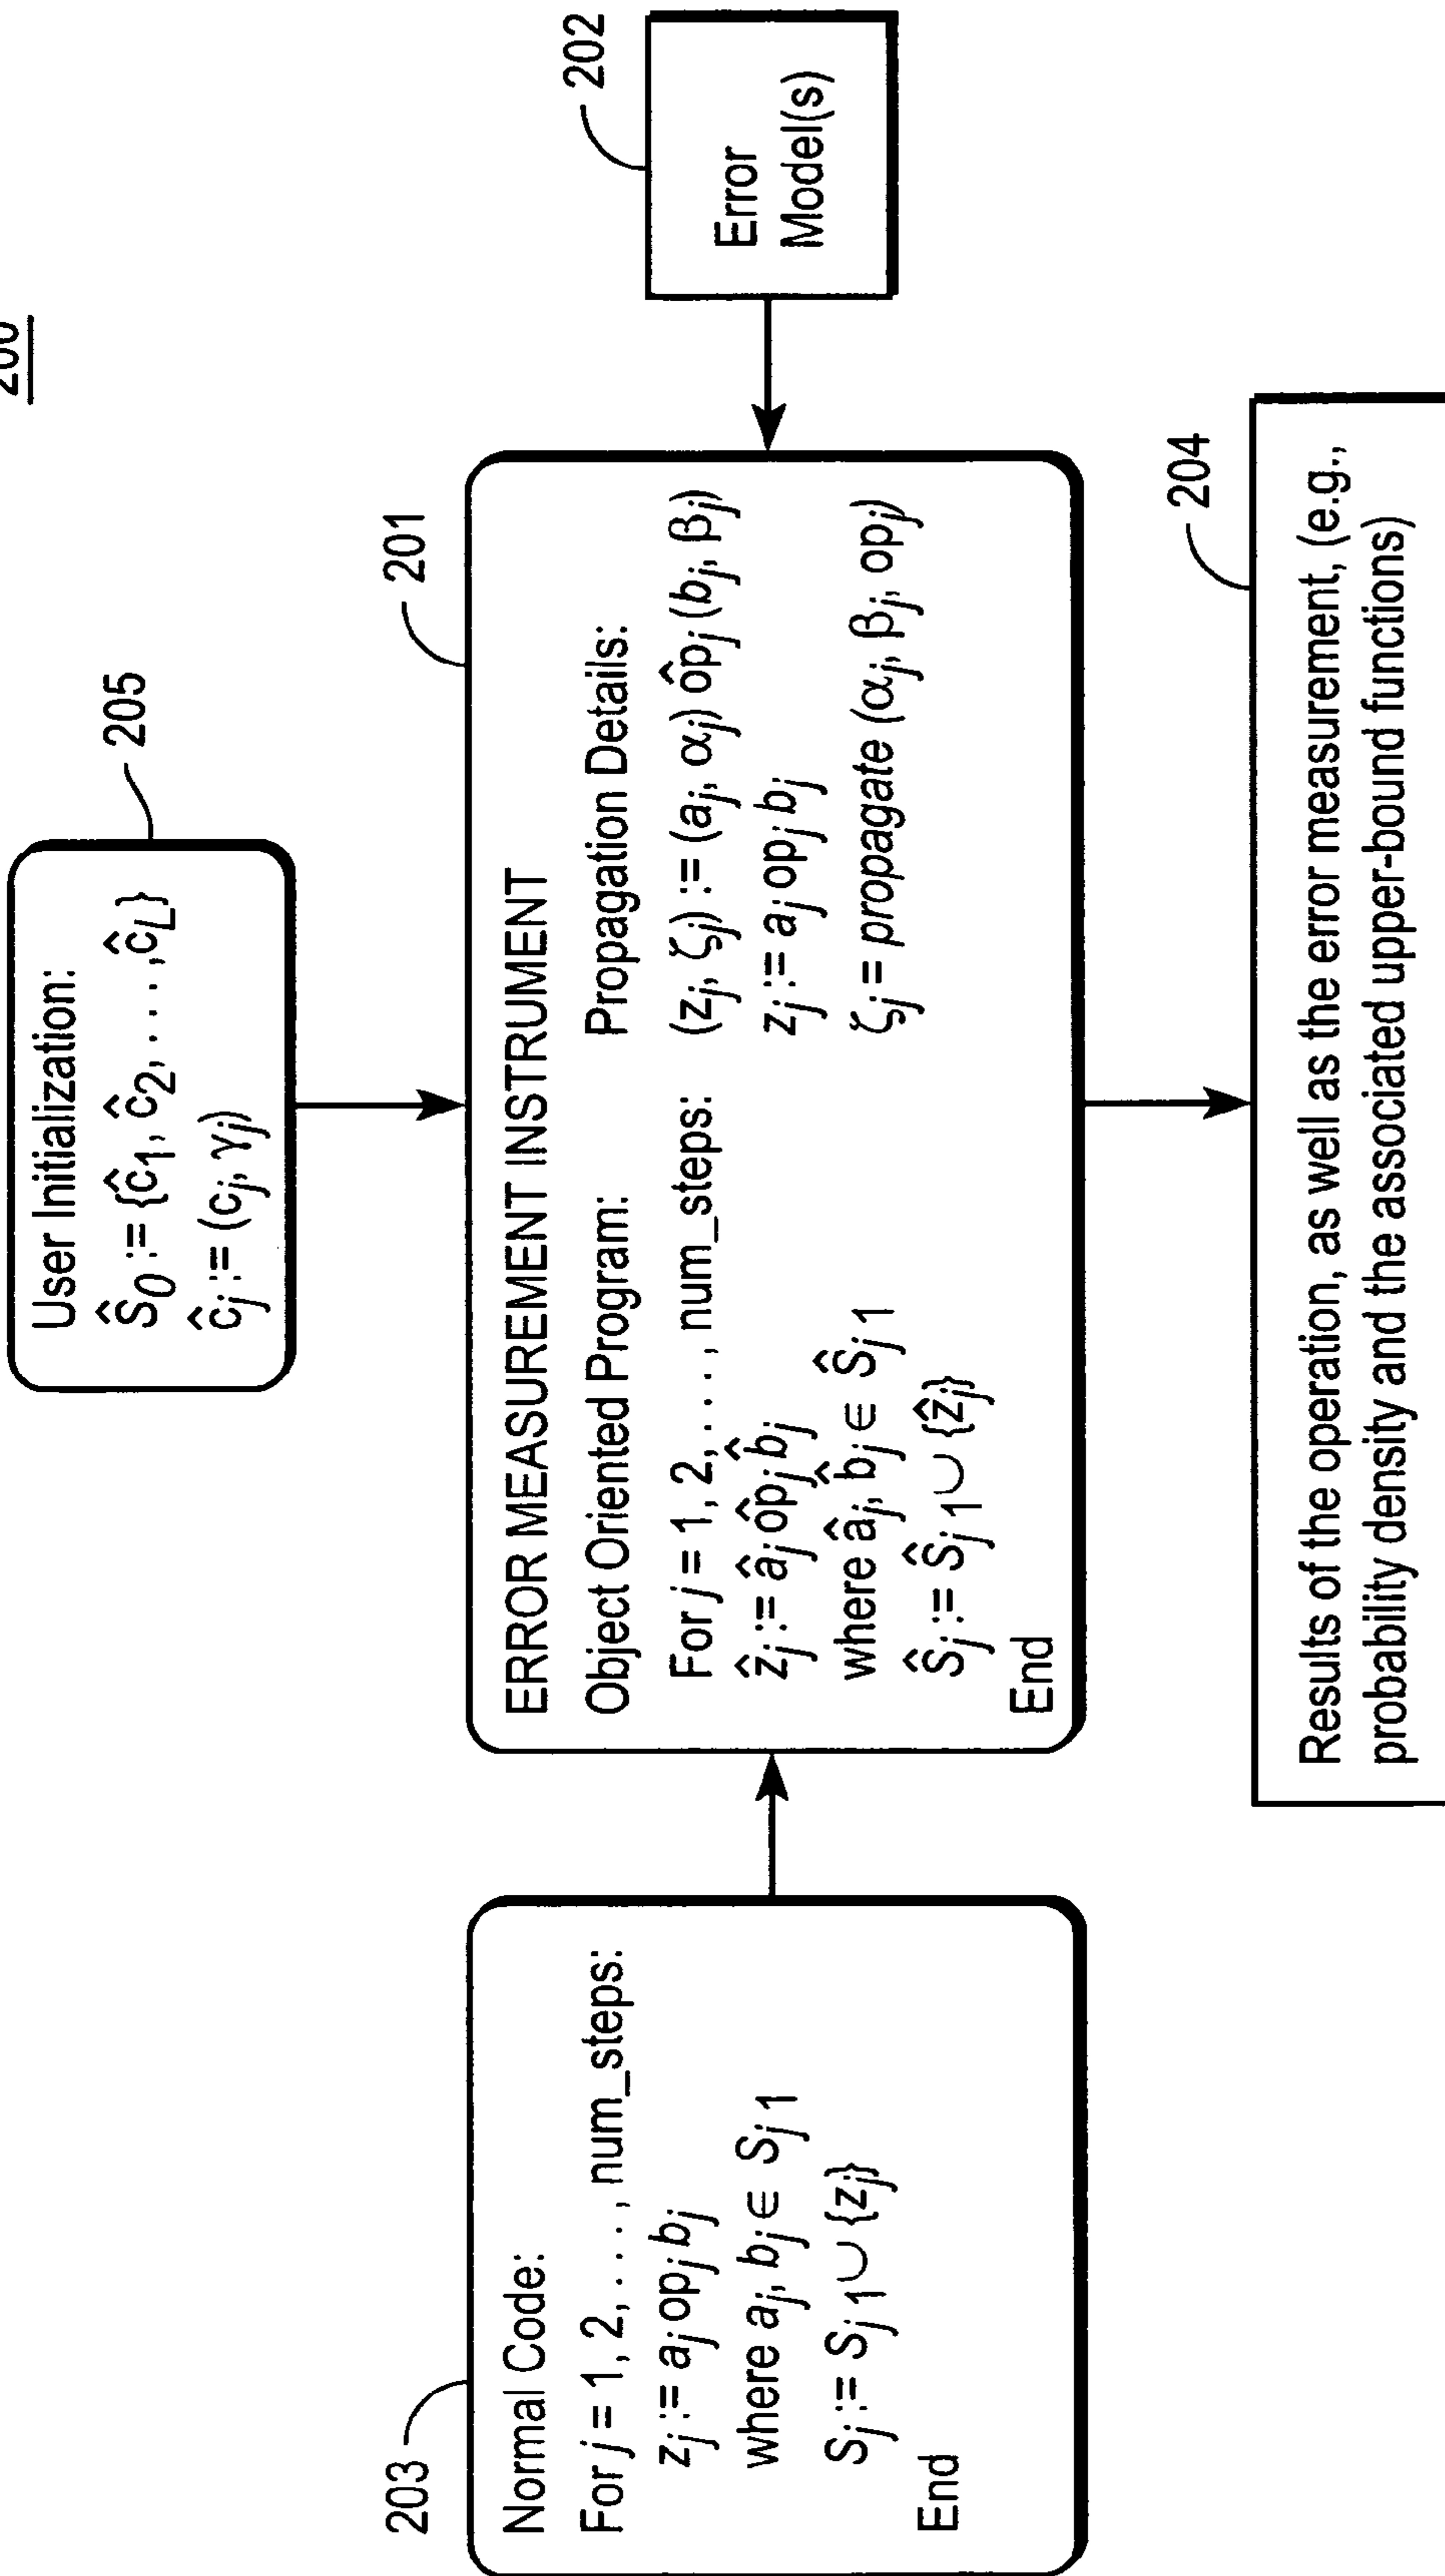 200
User Initialization:
Ŝ0 := {ĉ1, ĉ2, . . . , ĉL}
ĉj := (cj, γj)
205
203
Normal Code:
For j = 1, 2, . . . , num_steps:
zj := aj opj bj
where aj, bj ∈ Sj 1
Sj := Sj 1 ∪ {zj}
End
201
ERROR MEASUREMENT INSTRUMENT
Object Oriented Program:
For j = 1, 2, . . . , num_steps:
ẑj := âj ôpj b̂j
where âj, b̂j ∈ Ŝj 1
Ŝj := Ŝj 1 ∪ {ẑj}
End
Propagation Details:
(zj, ζj) := (aj, αj) ôpj (bj, βj)
zj := aj opj bj
ζj = propagate (αj, βj, opj)
202
Error
Model(s)
204
Results of the operation, as well as the error measurement, (e.g.,
probability density and the associated upper-bound functions)